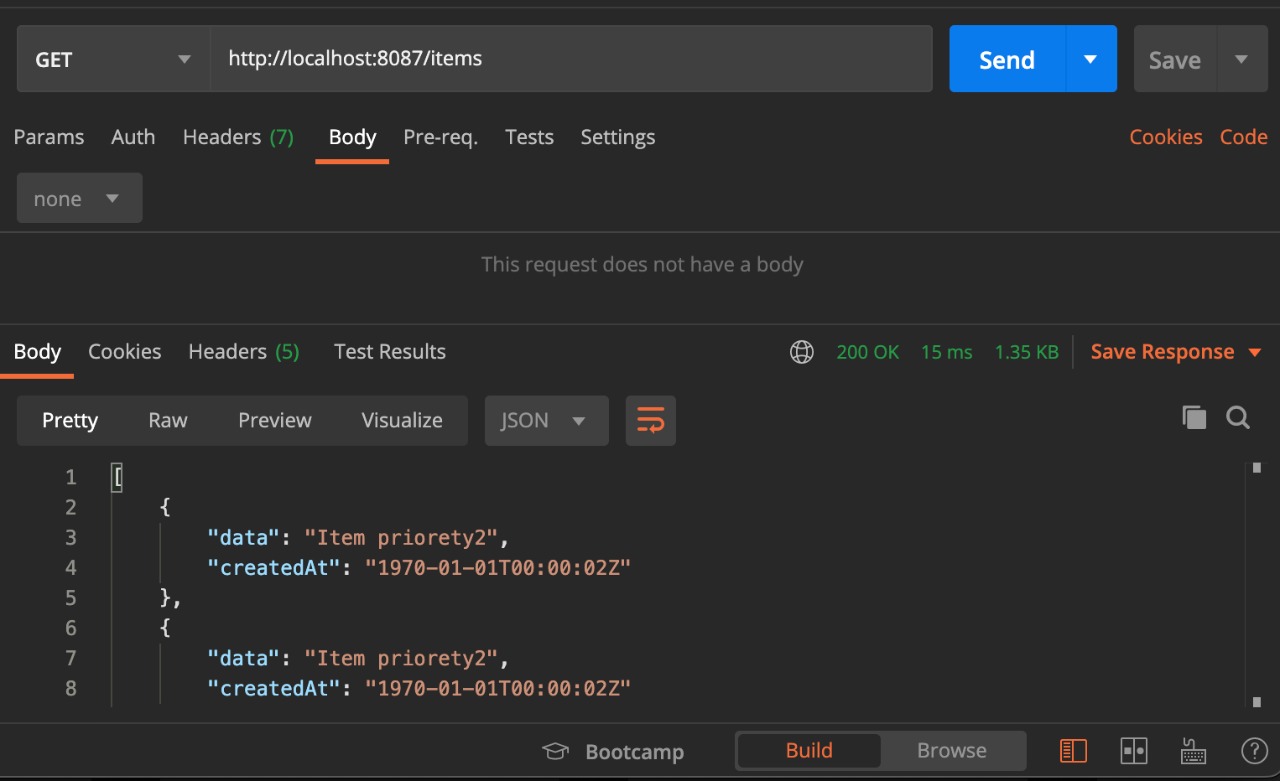 GET http://localhost:8087/items Send Save
Params Auth Headers (7) Body Pre-req. Tests Settings Cookies Code
none
This request does not have a body
Body Cookies Headers (5) Test Results 200 OK 15 ms 1.35 KB Save Response
Pretty Raw Preview Visualize JSON
1 [
2 {
3 "data": "Item priorety2",
4 "createdAt": "1970-01-01T00:00:02Z"
5 },
6 {
7 "data": "Item priorety2",
8 "createdAt": "1970-01-01T00:00:02Z"
Bootcamp Build Browse ?